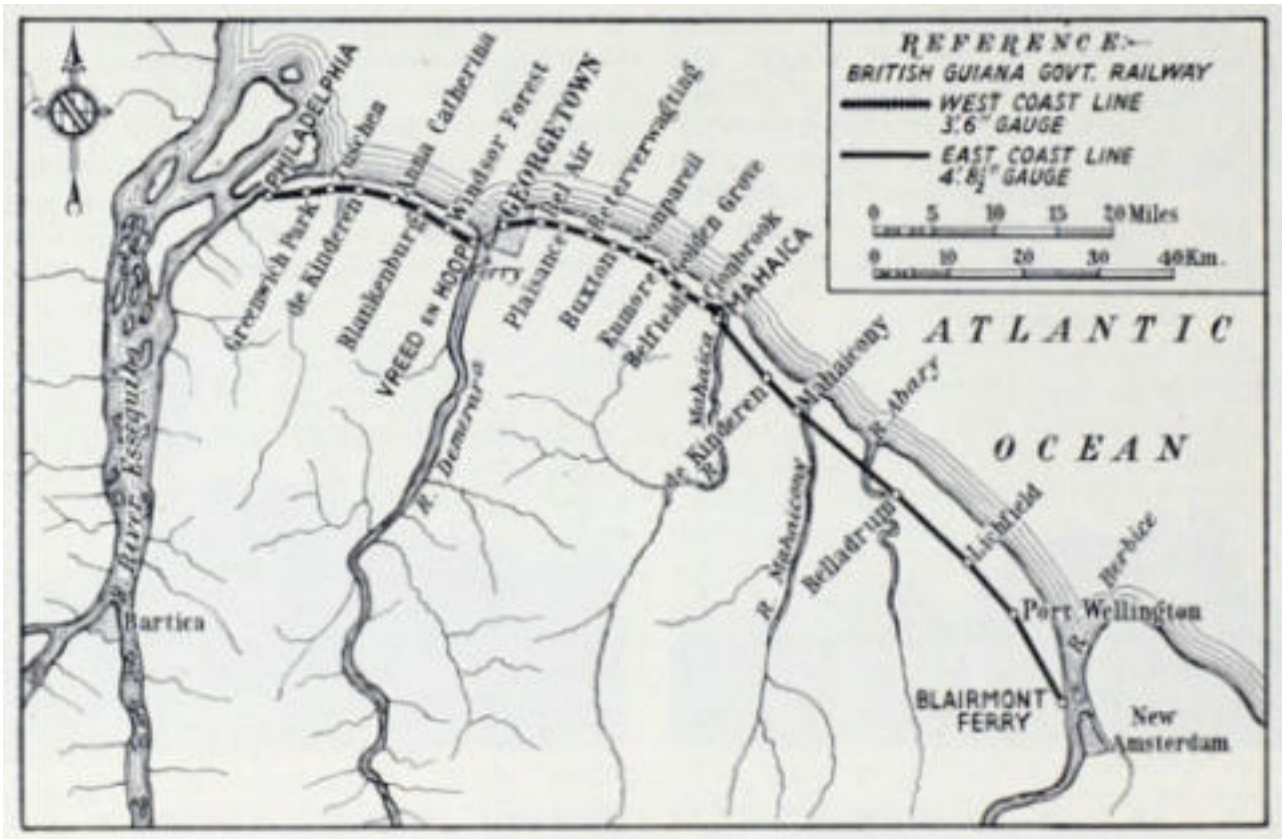 REFERENCE:-
BRITISH GUIANA GOVT. RAILWAY
WEST COAST LINE
3'.6" GAUGE
EAST COAST LINE
4'.8½" GAUGE
0 5 10 15 20 Miles
0 10 20 30 40 Km.
PHILADELPHIA
Greenwich Park
Tuschen
de Kinderen
Anna Catherina
Blankenburg
Windsor Forest
VREED EN HOOP
GEORGETOWN
Ferry
Bel Air
Plaisance
Beterverwagting
Buxton
Nonpareil
Enmore
Golden Grove
Belfield
Clonbrook
MAHAICA
de Kinderen
Mahaicony
R. Abary
Belladrum
Lichfield
Port Wellington
BLAIRMONT
FERRY
New
Amsterdam
R. Berbice
River Essequibo
Bartica
R. Demerara
Mahaica R.
R. Mahaicony
ATLANTIC
OCEAN